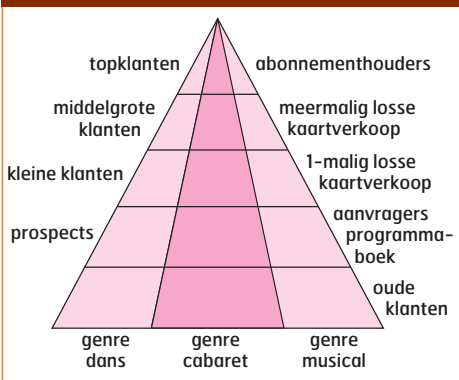 topklanten
abonnementhouders
middelgrote
klanten
meermalig losse
kaartverkoop
kleine klanten
1-malig losse
kaartverkoop
prospects
aanvragers
programma-
boek
oude
klanten
genre
dans
genre
cabaret
genre
musical